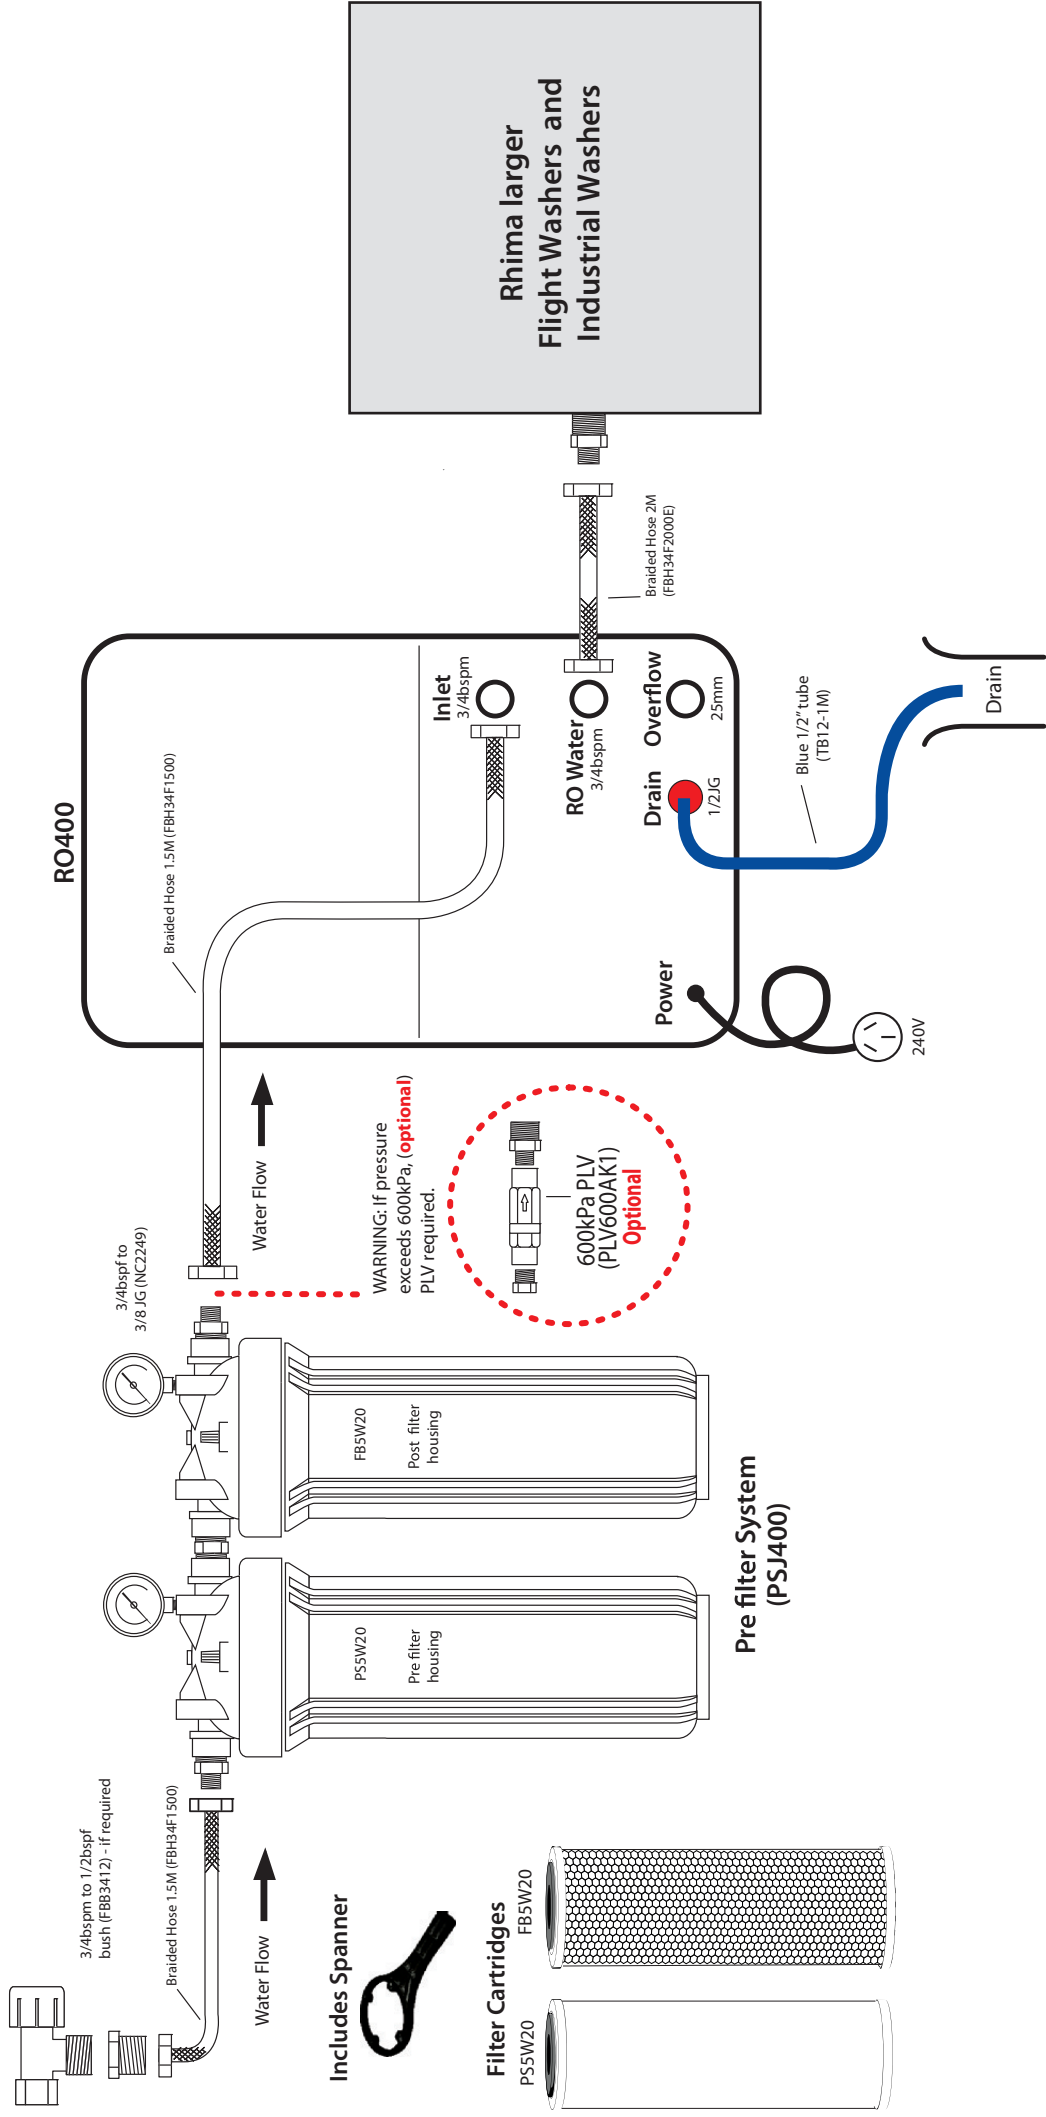 3/4bspm to 1/2bspf
bush (FBB3412) - if required
Braided Hose 1.5M (FBH34F1500)
Water Flow
Includes Spanner
Filter Cartridges
PS5W20
FB5W20
3/4bspf to
3/8 JG (NC2249)
PS5W20
Pre filter
housing
FB5W20
Post filter
housing
Pre filter System
(PSJ400)
Water Flow
WARNING: If pressure
exceeds 600kPa, (optional)
PLV required.
600kPa PLV
(PLV600AK1)
Optional
RO400
Braided Hose 1.5M (FBH34F1500)
Inlet
3/4bspm
RO Water
3/4bspm
Drain
1/2JG
Overflow
25mm
Power
240V
Blue 1/2" tube
(TB12-1M)
Drain
Braided Hose 2M
(FBH34F2000E)
Rhima larger
Flight Washers and
Industrial Washers